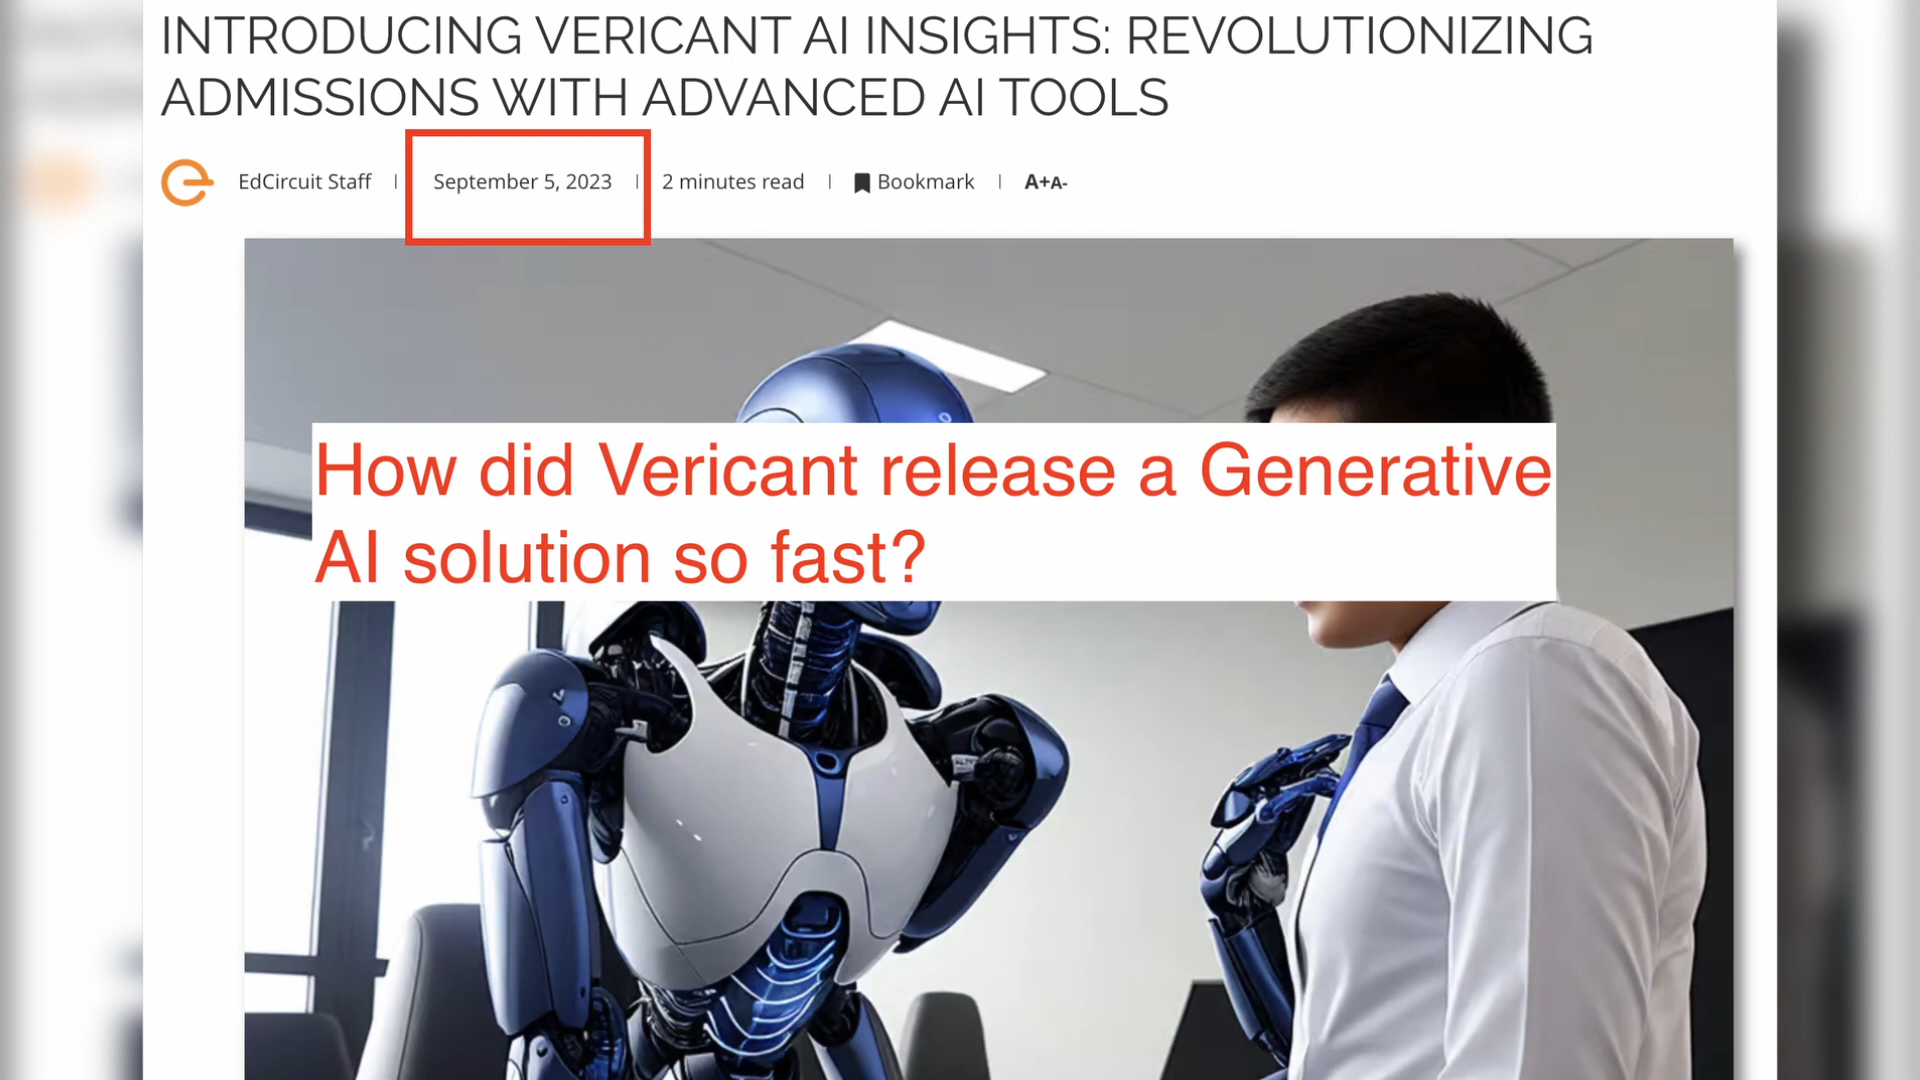 INTRODUCING VERICANT AI INSIGHTS: REVOLUTIONIZING
ADMISSIONS WITH ADVANCED AI TOOLS
EdCircuit Staff | September 5, 2023 | 2 minutes read | Bookmark | A+A-
How did Vericant release a Generative
AI solution so fast?